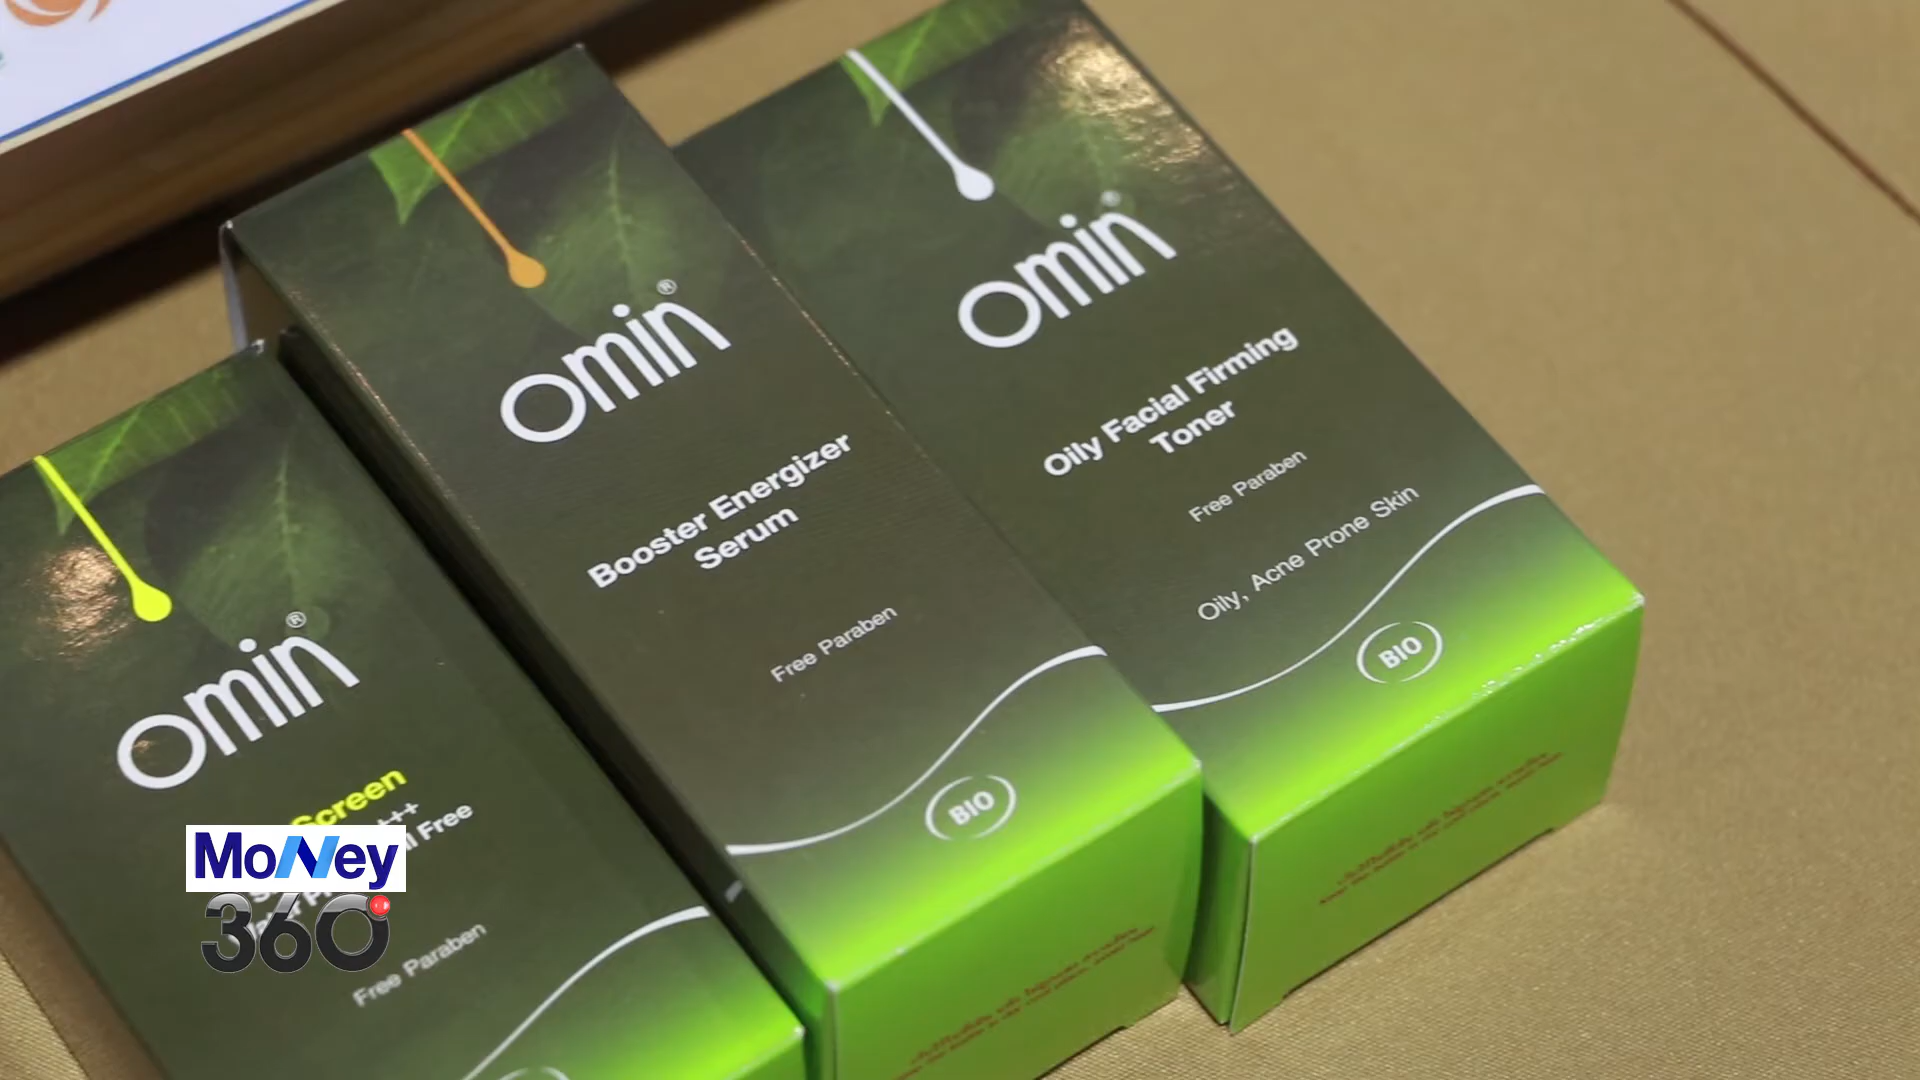 omin®
Oily Facial Firming
Toner
Free Paraben
Oily, Acne Prone Skin
BIO
omin®
Booster Energizer
Serum
Free Paraben
BIO
omin®
Screen
+++
Free
Free Paraben
MoNey
360